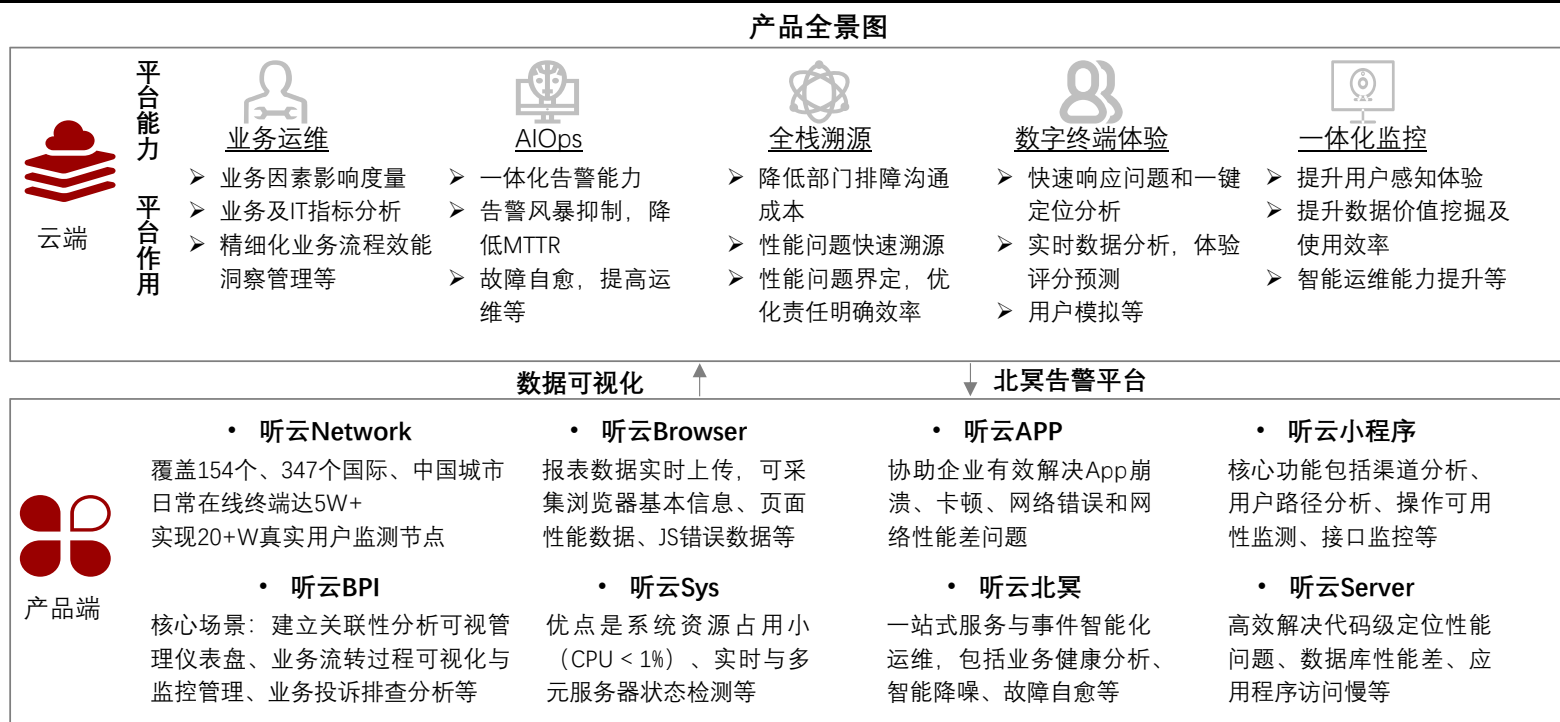 产品全景图
平台能力
平台作用
云端
业务运维
➢ 业务因素影响度量
➢ 业务及IT指标分析
➢ 精细化业务流程效能
洞察管理等
AIOps
➢ 一体化告警能力
➢ 告警风暴抑制，降
低MTTR
➢ 故障自愈，提高运
维等
全栈溯源
➢ 降低部门排障沟通
成本
➢ 性能问题快速溯源
➢ 性能问题界定，优
化责任明确效率
数字终端体验
➢ 快速响应问题和一键
定位分析
➢ 实时数据分析，体验
评分预测
➢ 用户模拟等
一体化监控
➢ 提升用户感知体验
➢ 提升数据价值挖掘及
使用效率
➢ 智能运维能力提升等
数据可视化
北冥告警平台
产品端
• 听云Network
覆盖154个、347个国际、中国城市
日常在线终端达5W+
实现20+W真实用户监测节点
• 听云Browser
报表数据实时上传，可采
集浏览器基本信息、页面
性能数据、JS错误数据等
• 听云APP
协助企业有效解决App崩
溃、卡顿、网络错误和网
络性能差问题
• 听云小程序
核心功能包括渠道分析、
用户路径分析、操作可用
性监测、接口监控等
• 听云BPI
核心场景：建立关联性分析可视管
理仪表盘、业务流转过程可视化与
监控管理、业务投诉排查分析等
• 听云Sys
优点是系统资源占用小
（CPU < 1%）、实时与多
元服务器状态检测等
• 听云北冥
一站式服务与事件智能化
运维，包括业务健康分析、
智能降噪、故障自愈等
• 听云Server
高效解决代码级定位性能
问题、数据库性能差、应
用程序访问慢等